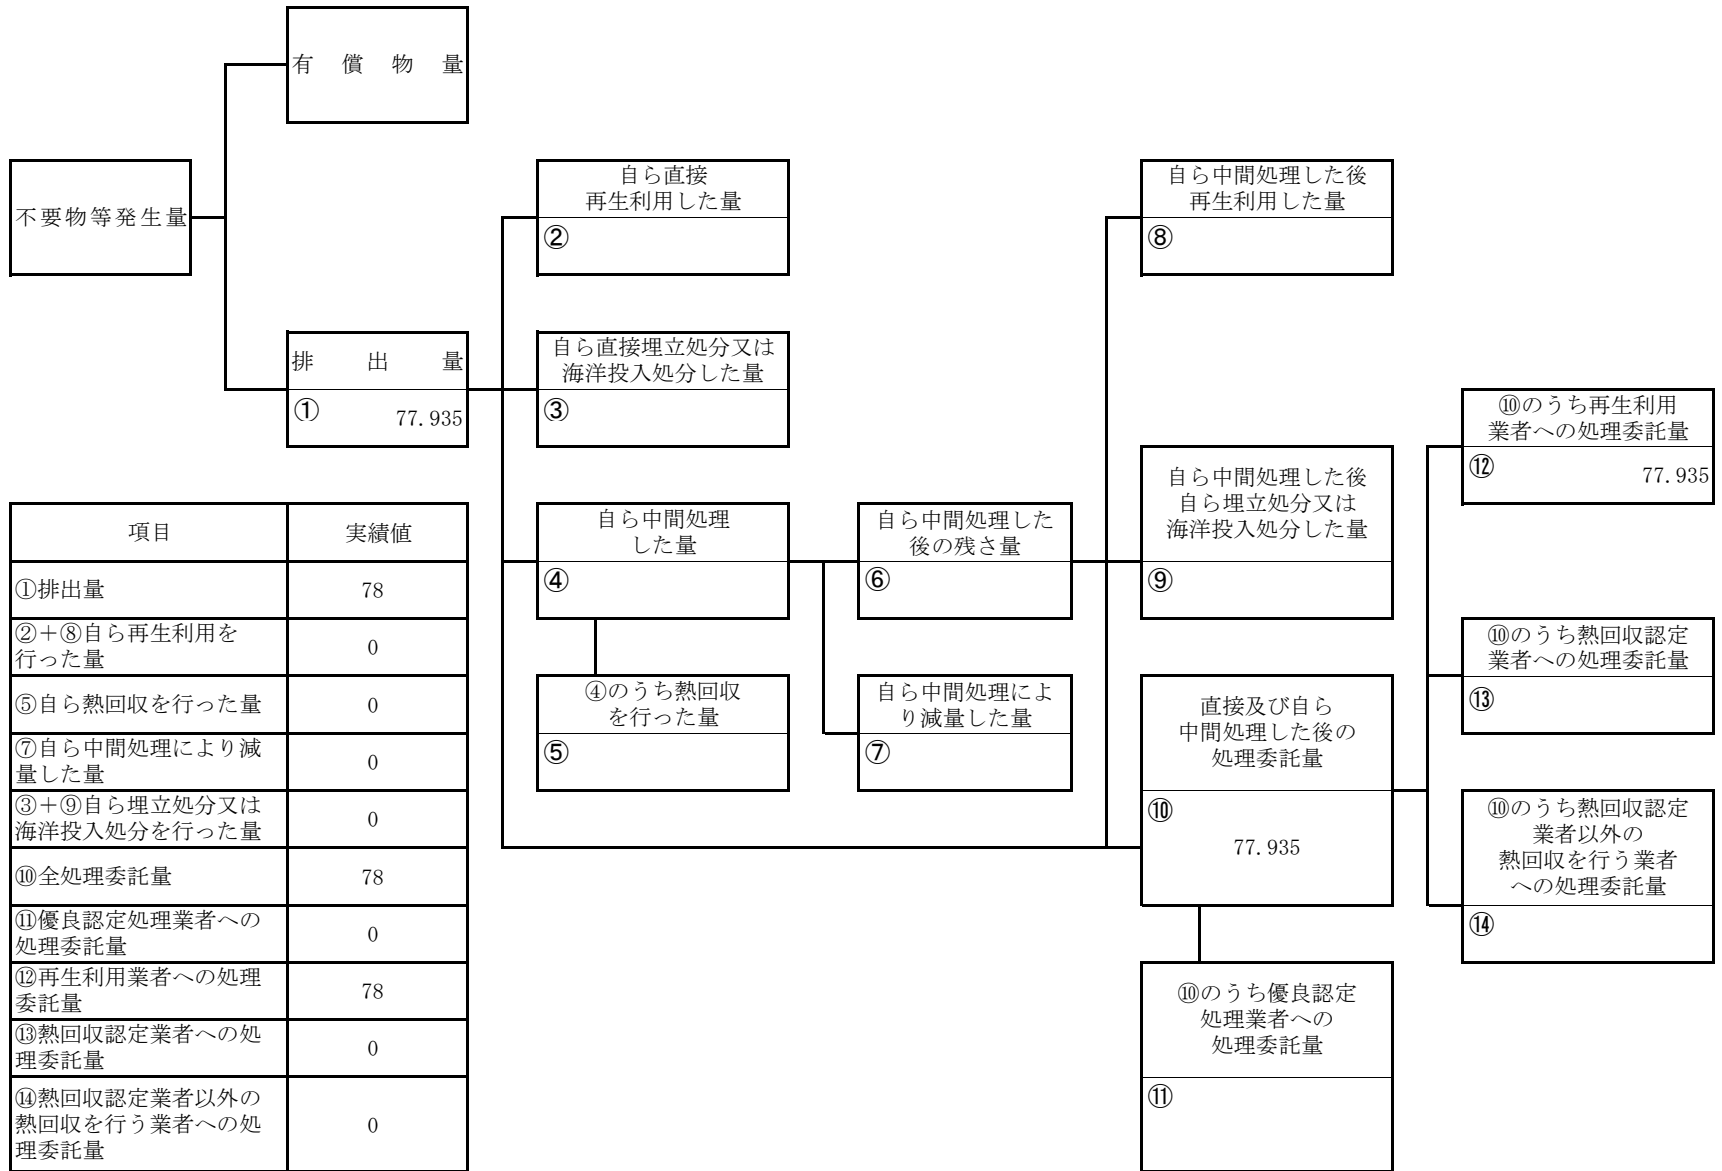 有償物量
不要物等発生量
排出量
① 77.935
自ら直接
再生利用した量
②
自ら直接埋立処分又は
海洋投入処分した量
③
自ら中間処理
した量
④
④のうち熱回収
を行った量
⑤
自ら中間処理した
後の残さ量
⑥
自ら中間処理によ
り減量した量
⑦
自ら中間処理した後
再生利用した量
⑧
自ら中間処理した後
自ら埋立処分又は
海洋投入処分した量
⑨
直接及び自ら
中間処理した後の
処理委託量
⑩
77.935
⑩のうち優良認定
処理業者への
処理委託量
⑪
⑩のうち再生利用
業者への処理委託量
⑫ 77.935
⑩のうち熱回収認定
業者への処理委託量
⑬
⑩のうち熱回収認定
業者以外の
熱回収を行う業者
への処理委託量
⑭
項目 実績値
①排出量 78
②+⑧自ら再生利用を
行った量 0
⑤自ら熱回収を行った量 0
⑦自ら中間処理により減
量した量 0
③+⑨自ら埋立処分又は
海洋投入処分を行った量 0
⑩全処理委託量 78
⑪優良認定処理業者への
処理委託量 0
⑫再生利用業者への処理
委託量 78
⑬熱回収認定業者への処
理委託量 0
⑭熱回収認定業者以外の
熱回収を行う業者への処
理委託量 0